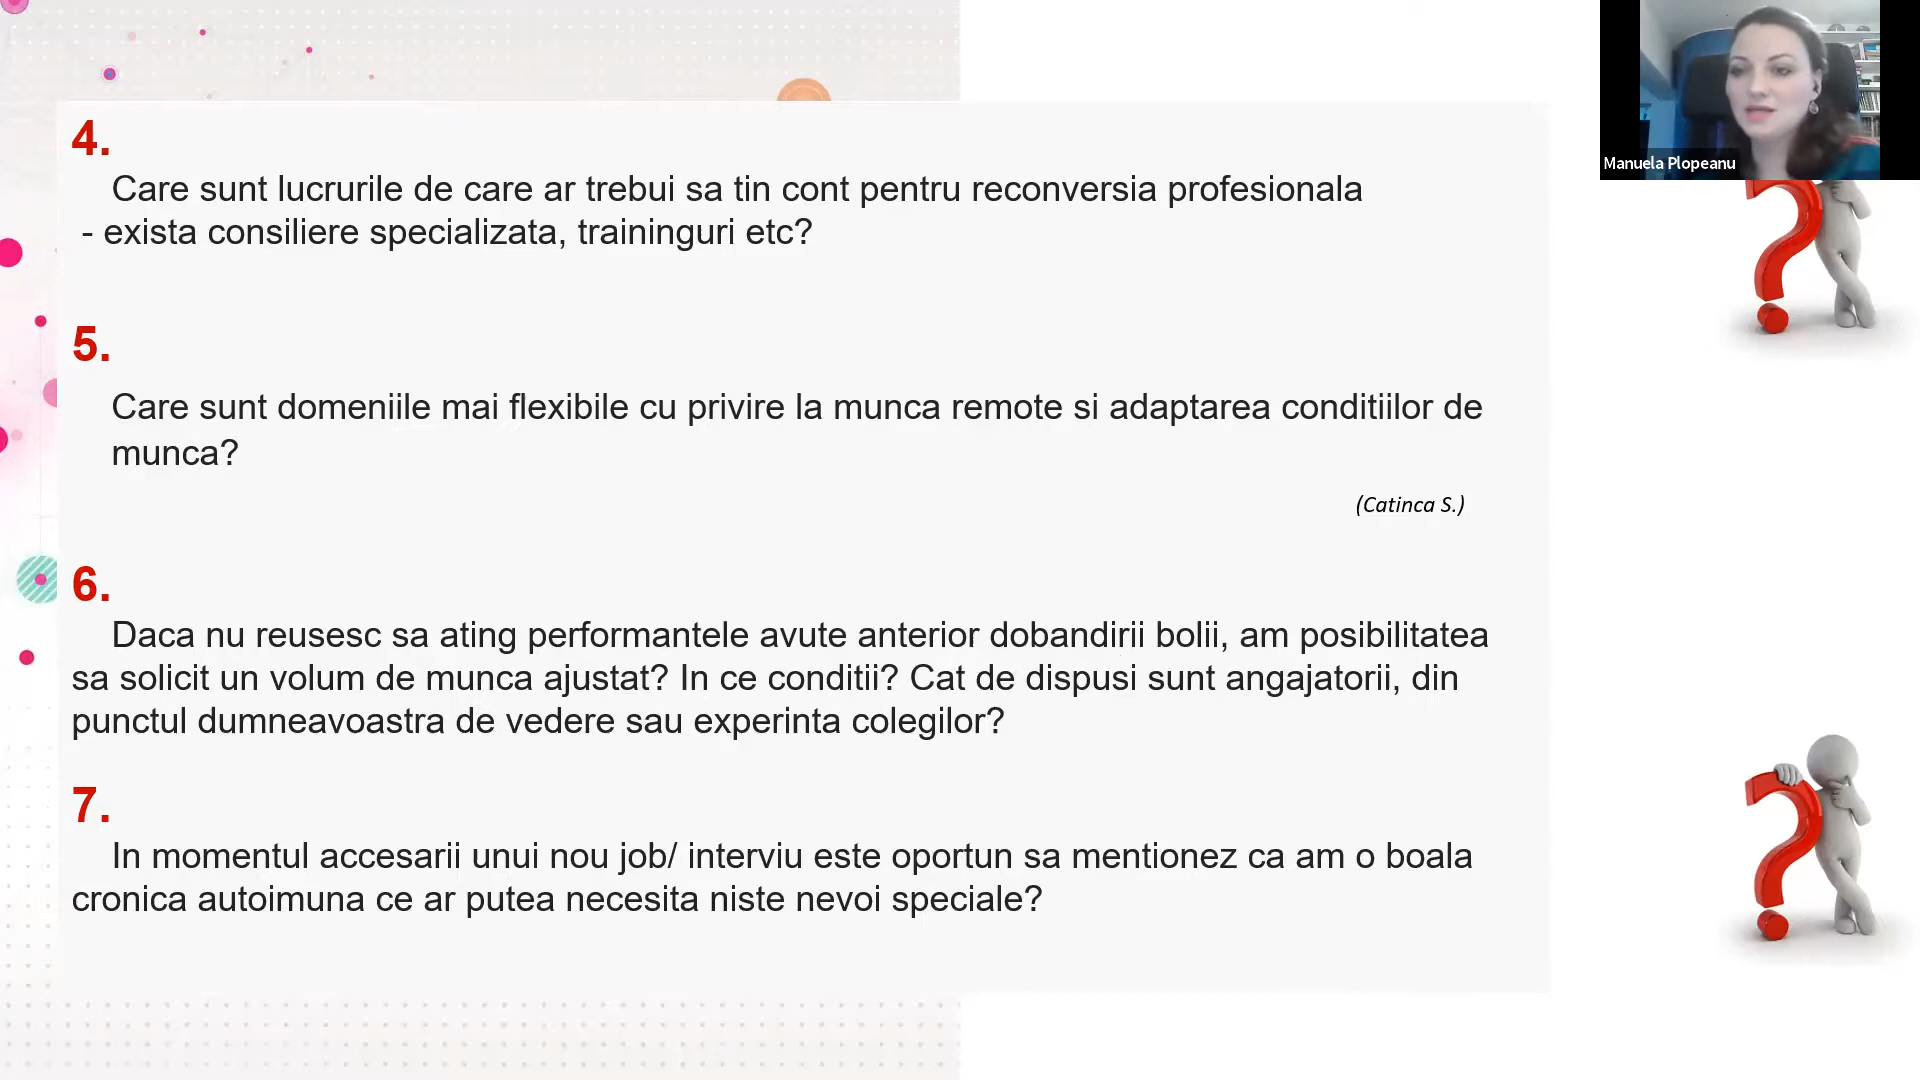 4.
Care sunt lucrurile de care ar trebui sa tin cont pentru reconversia profesionala
- exista consiliere specializata, traininguri etc?
5.
Care sunt domeniile mai flexibile cu privire la munca remote si adaptarea conditiilor de
munca?
(Catinca S.)
6.
Daca nu reusesc sa ating performantele avute anterior dobandirii bolii, am posibilitatea
sa solicit un volum de munca ajustat? In ce conditii? Cat de dispusi sunt angajatorii, din
punctul dumneavoastra de vedere sau experinta colegilor?
7.
In momentul accesarii unui nou job/ interviu este oportun sa mentionez ca am o boala
cronica autoimuna ce ar putea necesita niste nevoi speciale?
Manuela Plopeanu